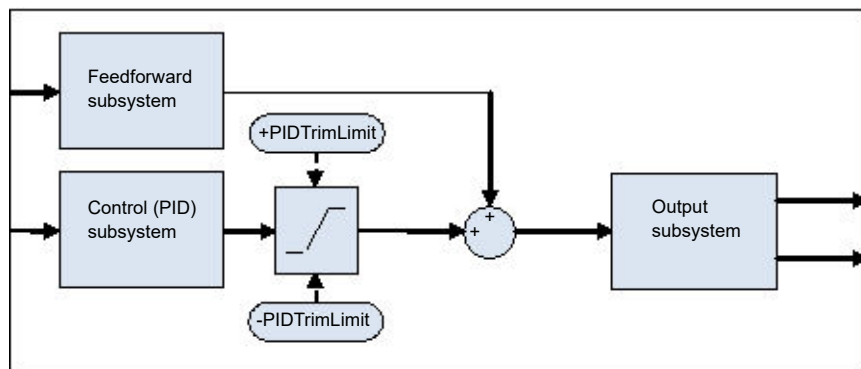 Feedforward
subsystem
+PIDTrimLimit
Control (PID)
subsystem
+
+
Output
subsystem
-PIDTrimLimit